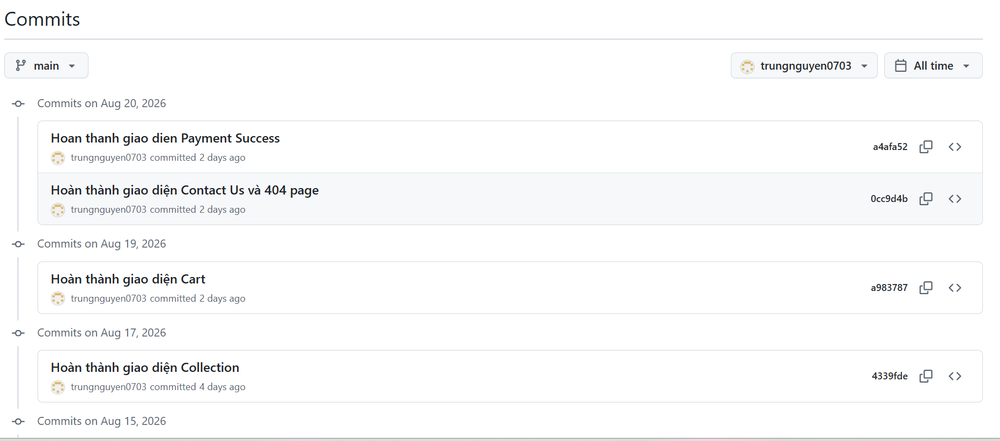 Commits
main
trungnguyen0703
All time
Commits on Aug 20, 2026
Hoan thanh giao dien Payment Success
trungnguyen0703 committed 2 days ago
a4afa52
Hoàn thành giao diện Contact Us và 404 page
trungnguyen0703 committed 2 days ago
0cc9d4b
Commits on Aug 19, 2026
Hoàn thành giao diện Cart
trungnguyen0703 committed 2 days ago
a983787
Commits on Aug 17, 2026
Hoàn thành giao diện Collection
trungnguyen0703 committed 4 days ago
4339fde
Commits on Aug 15, 2026